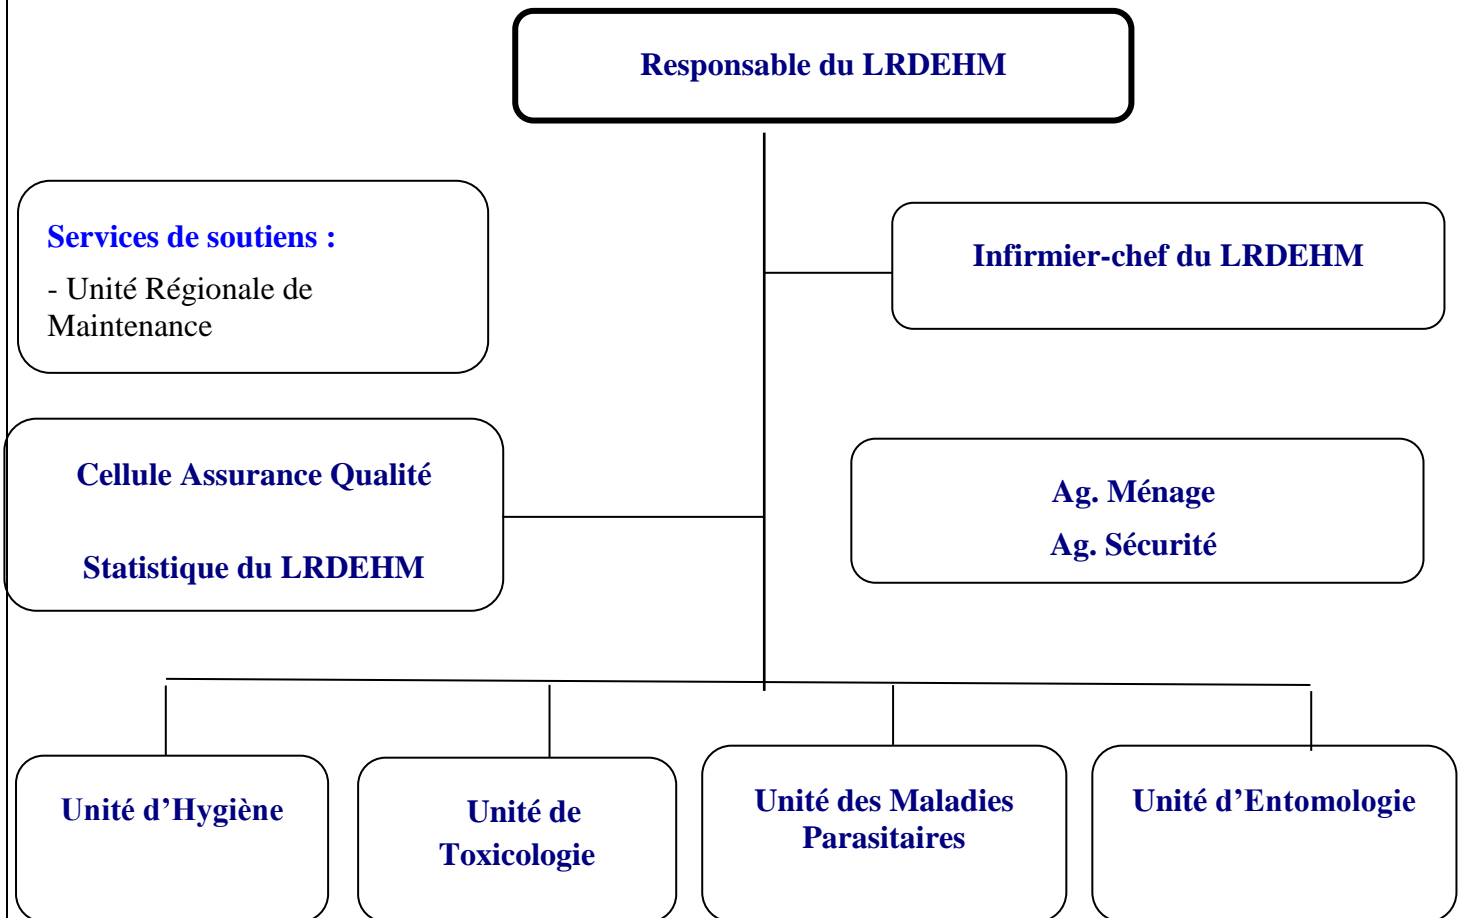 Responsable du LRDEHM
Services de soutiens :
- Unité Régionale de
Maintenance
Infirmier-chef du LRDEHM
Cellule Assurance Qualité
Statistique du LRDEHM
Ag. Ménage
Ag. Sécurité
Unité d’Hygiène
Unité de
Toxicologie
Unité des Maladies
Parasitaires
Unité d’Entomologie